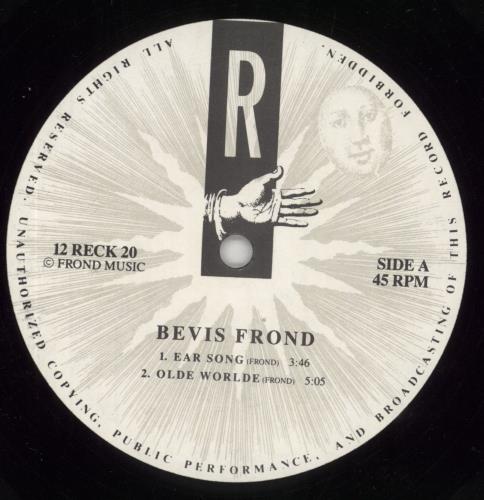 R
12 RECK 20
© FROND MUSIC
SIDE A
45 RPM
BEVIS FROND
1. EAR SONG (FROND) 3:46
2. OLDE WORLDE (FROND) 5:05
ALL RIGHTS RESERVED. UNAUTHORIZED COPYING, PUBLIC PERFORMANCE, AND BROADCASTING OF THIS RECORD FORBIDDEN.